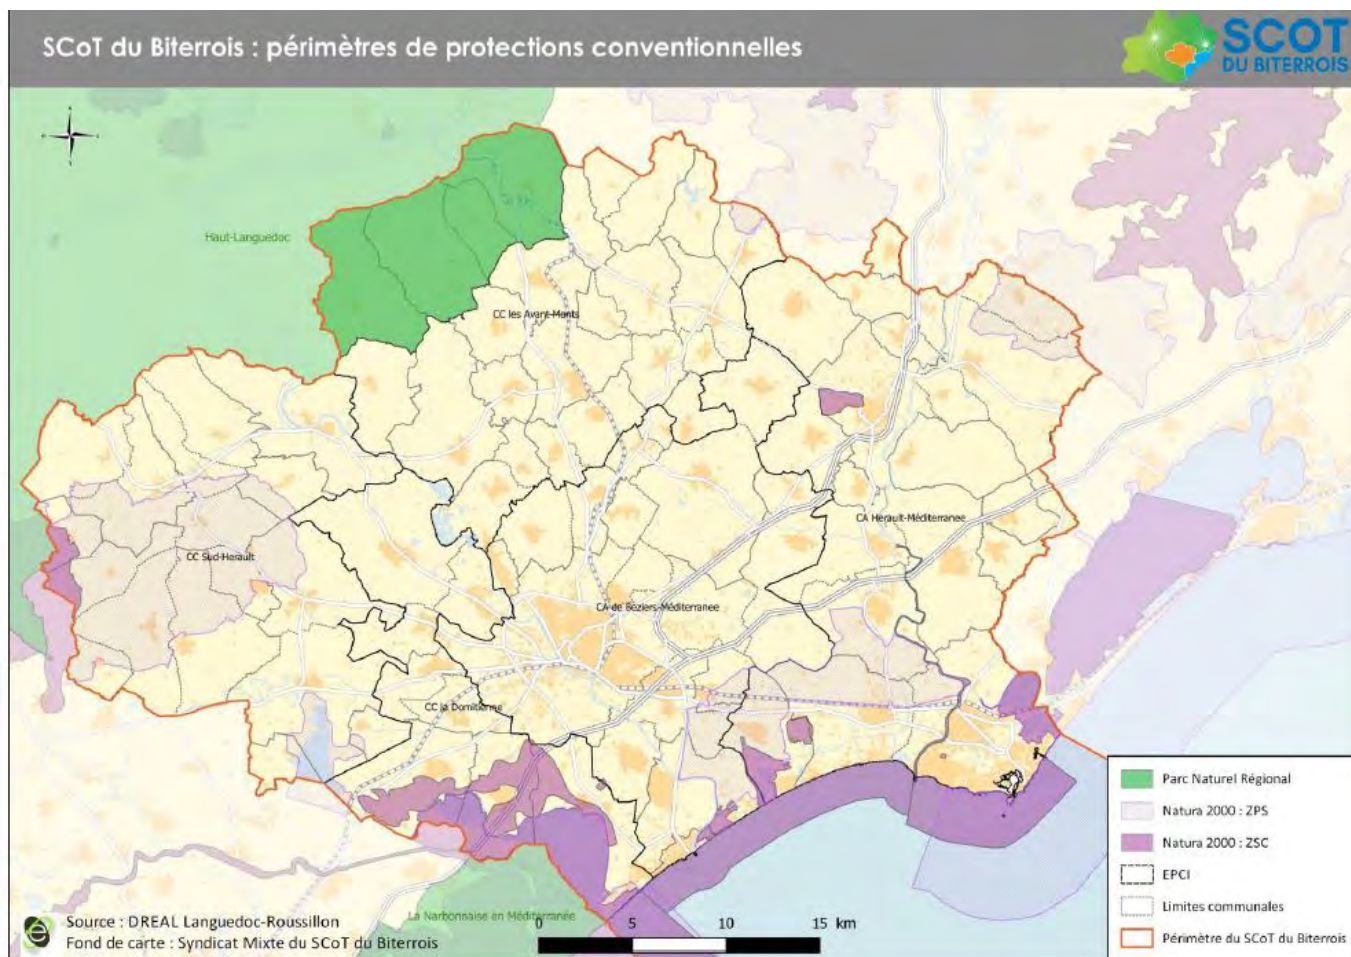 SCoT du Biterrois : périmètres de protections conventionnelles
SCOT
DU BITERROIS
Haut-Languedoc
CC les Avant-Monts
CA Hérault-Méditerranée
CC Sud-Hérault
CA de Béziers-Méditerranée
CC la Domitienne
La Narbonnaise en Méditerranée
Parc Naturel Régional
Natura 2000 : ZPS
Natura 2000 : ZSC
EPCI
Limites communales
Périmètre du SCoT du Biterrois
Source : DREAL Languedoc-Roussillon
Fond de carte : Syndicat Mixte du SCoT du Biterrois
0 5 10 15 km